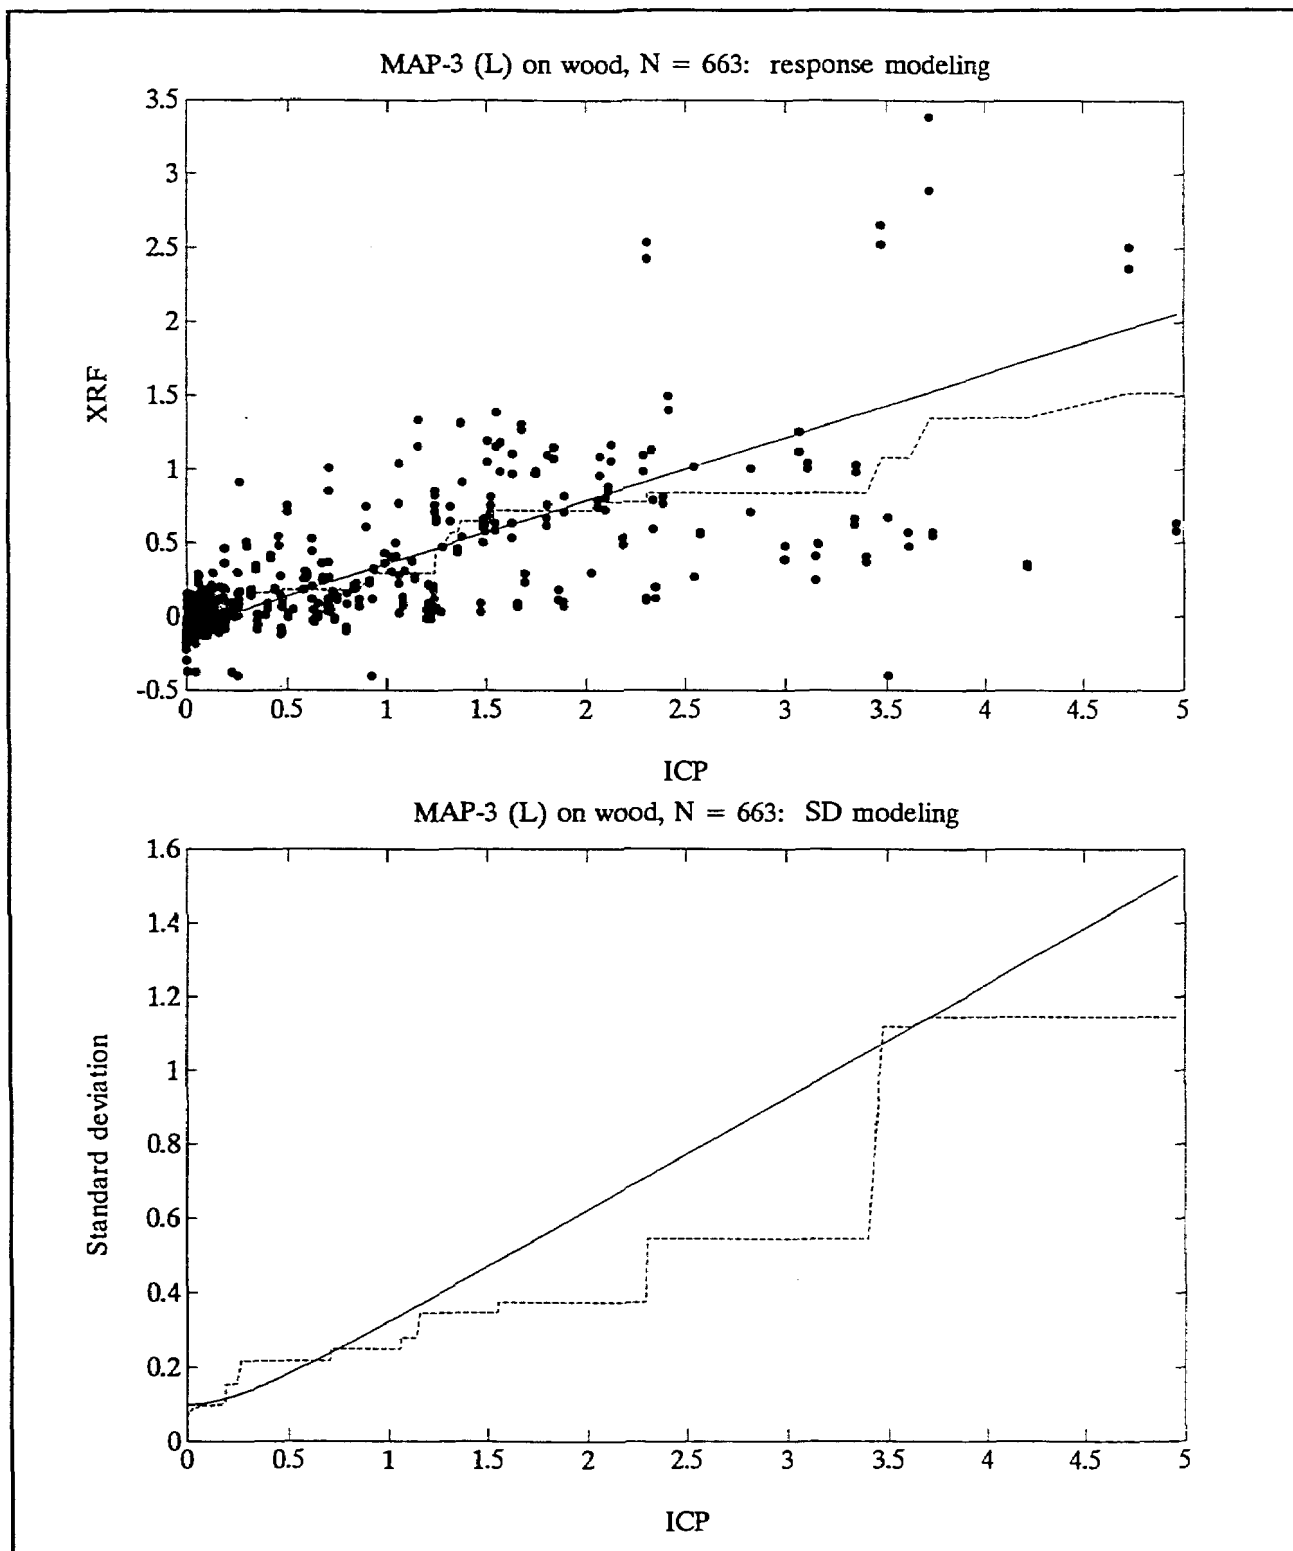 MAP-3 (L) on wood, N = 663: response modeling
3.5
3
2.5
2
1.5
1
0.5
0
-0.5
XRF
0 0.5 1 1.5 2 2.5 3 3.5 4 4.5 5
ICP
MAP-3 (L) on wood, N = 663: SD modeling
1.6
1.4
1.2
1
0.8
0.6
0.4
0.2
0
Standard deviation
0 0.5 1 1.5 2 2.5 3 3.5 4 4.5 5
ICP